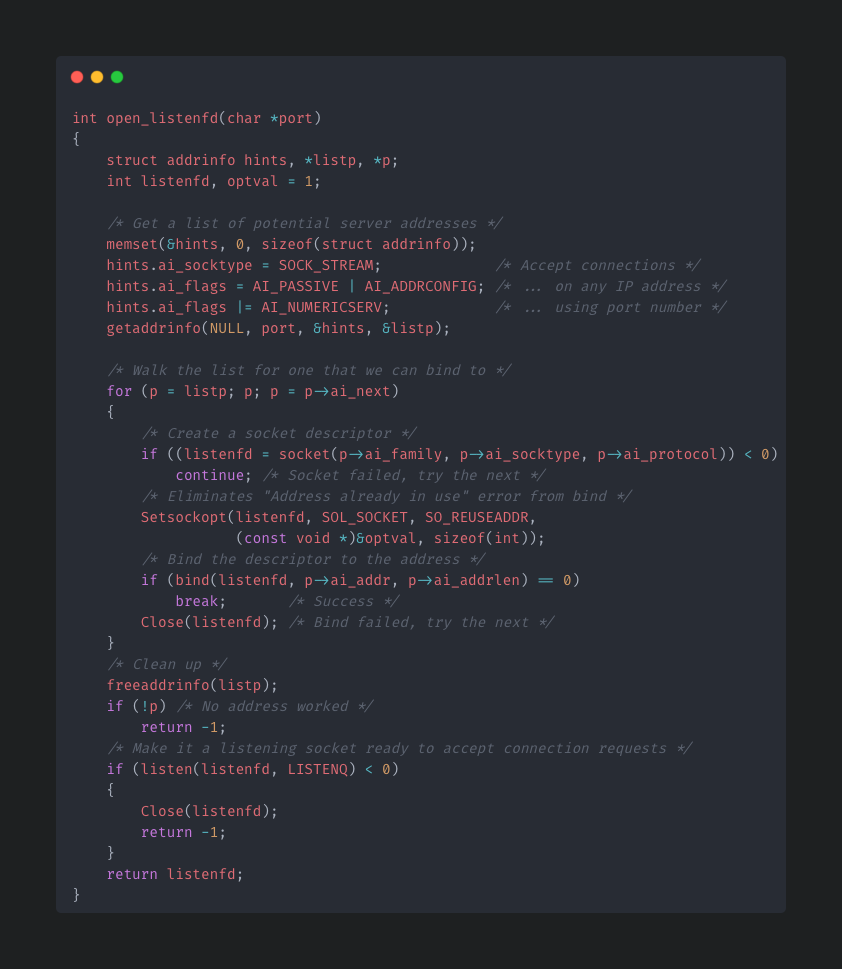 int open_listenfd(char *port)
{
    struct addrinfo hints, *listp, *p;
    int listenfd, optval = 1;

    /* Get a list of potential server addresses */
    memset(&hints, 0, sizeof(struct addrinfo));
    hints.ai_socktype = SOCK_STREAM;             /* Accept connections */
    hints.ai_flags = AI_PASSIVE | AI_ADDRCONFIG; /* ... on any IP address */
    hints.ai_flags |= AI_NUMERICSERV;            /* ... using port number */
    getaddrinfo(NULL, port, &hints, &listp);

    /* Walk the list for one that we can bind to */
    for (p = listp; p; p = p->ai_next)
    {
        /* Create a socket descriptor */
        if ((listenfd = socket(p->ai_family, p->ai_socktype, p->ai_protocol)) < 0)
            continue; /* Socket failed, try the next */
        /* Eliminates "Address already in use" error from bind */
        Setsockopt(listenfd, SOL_SOCKET, SO_REUSEADDR,
                   (const void *)&optval, sizeof(int));
        /* Bind the descriptor to the address */
        if (bind(listenfd, p->ai_addr, p->ai_addrlen) == 0)
            break;       /* Success */
        Close(listenfd); /* Bind failed, try the next */
    }
    /* Clean up */
    freeaddrinfo(listp);
    if (!p) /* No address worked */
        return -1;
    /* Make it a listening socket ready to accept connection requests */
    if (listen(listenfd, LISTENQ) < 0)
    {
        Close(listenfd);
        return -1;
    }
    return listenfd;
}